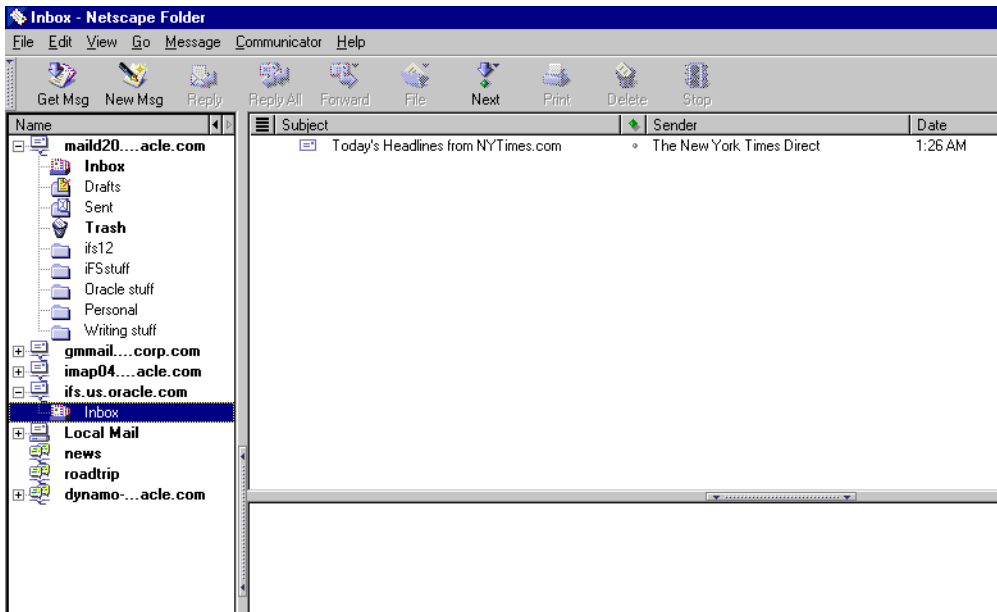 Inbox - Netscape Folder
File Edit View Go Message Communicator Help
Get Msg New Msg Reply Reply All Forward File Next Print Delete Stop
Name
maild20....acle.com
Inbox
Drafts
Sent
Trash
ifs12
iFSstuff
Oracle stuff
Personal
Writing stuff
gmmail....corp.com
imap04....acle.com
ifs.us.oracle.com
Inbox
Local Mail
news
roadtrip
dynamo-...acle.com
Subject Sender Date
Today's Headlines from NYTimes.com The New York Times Direct 1:26 AM